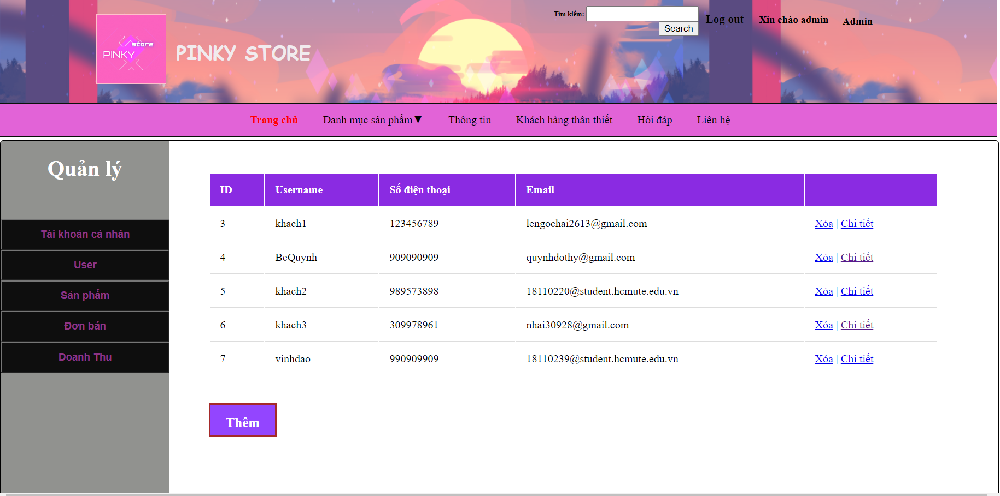 Tìm kiếm:
Search
Log out
Xin chào admin
Admin
store
PINKY
PINKY STORE
Trang chủ Danh mục sản phẩm▼ Thông tin Khách hàng thân thiết Hỏi đáp Liên hệ
Quản lý
Tài khoản cá nhân
User
Sản phẩm
Đơn bán
Doanh Thu
ID Username Số điện thoại Email
3 khach1 123456789 lengochai2613@gmail.com Xóa | Chi tiết
4 BeQuynh 909090909 quynhdothy@gmail.com Xóa | Chi tiết
5 khach2 989573898 18110220@student.hcmute.edu.vn Xóa | Chi tiết
6 khach3 309978961 nhai30928@gmail.com Xóa | Chi tiết
7 vinhdao 990909909 18110239@student.hcmute.edu.vn Xóa | Chi tiết
Thêm